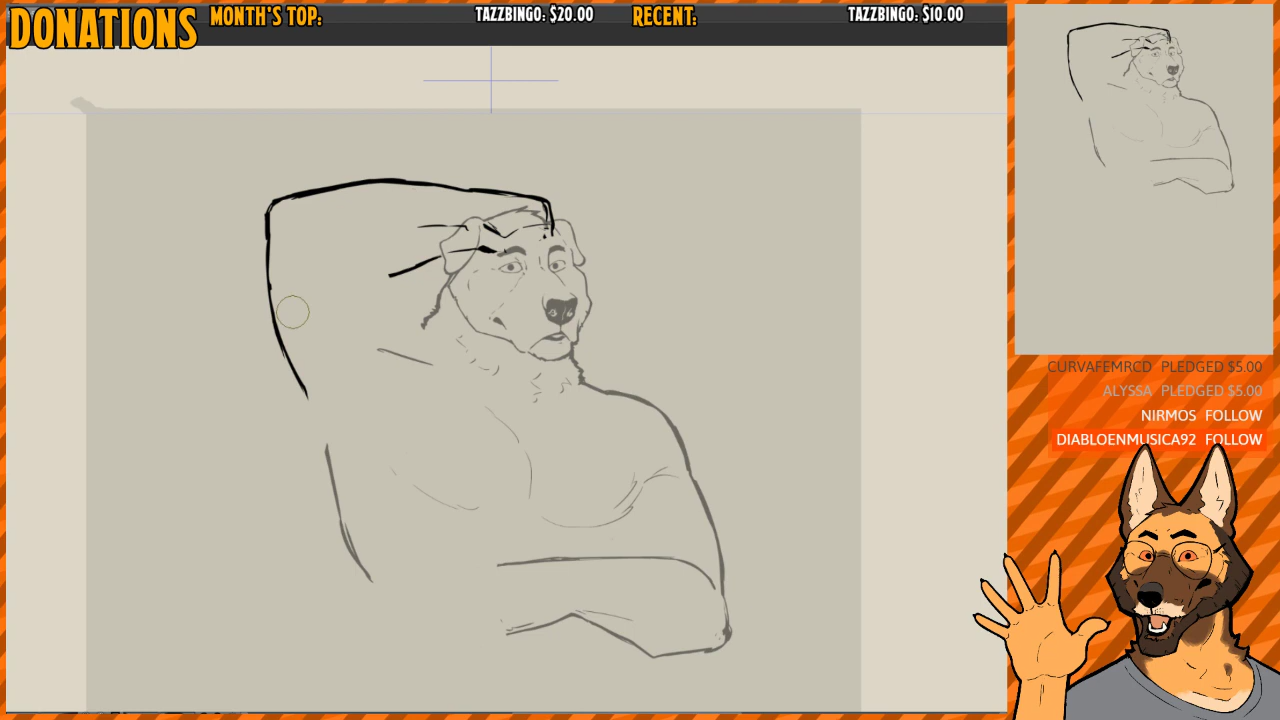 DONATIONS
MONTH'S TOP:
TAZZBINGO: $20.00
RECENT:
TAZZBINGO: $10.00
CURVAFEMRCD PLEDGED $5.00
ALYSSA PLEDGED $5.00
NIRMOS FOLLOW
DIABLOENMUSICA92 FOLLOW